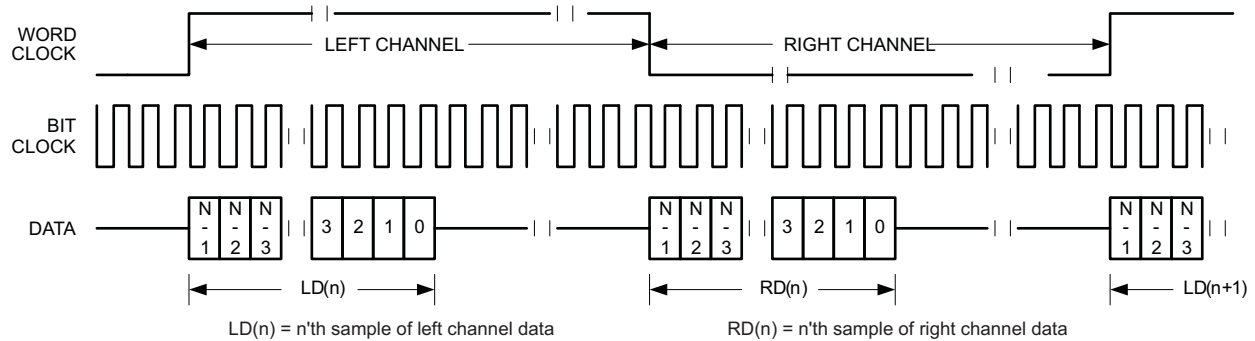 WORD
CLOCK
LEFT CHANNEL
RIGHT CHANNEL
BIT
CLOCK
DATA
N-1 N-2 N-3 3 2 1 0 N-1 N-2 N-3 3 2 1 0 N-1 N-2 N-3
LD(n) RD(n) LD(n+1)
LD(n) = n'th sample of left channel data
RD(n) = n'th sample of right channel data